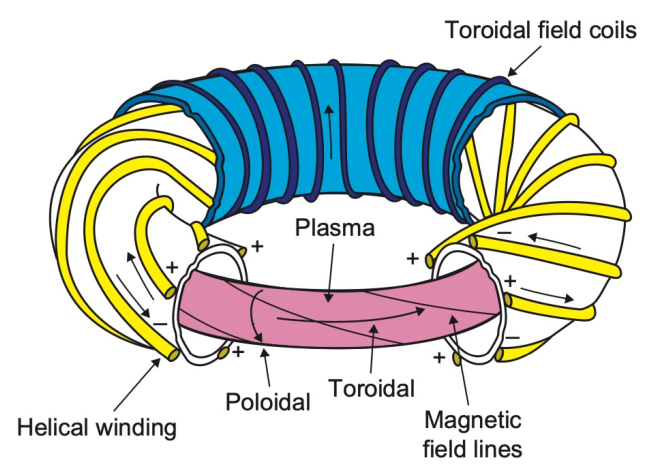 Toroidal field coils
Plasma
−
+
+
+
−
+
+
−
−
+
+
Poloidal
Toroidal
Helical winding
Magnetic
field lines